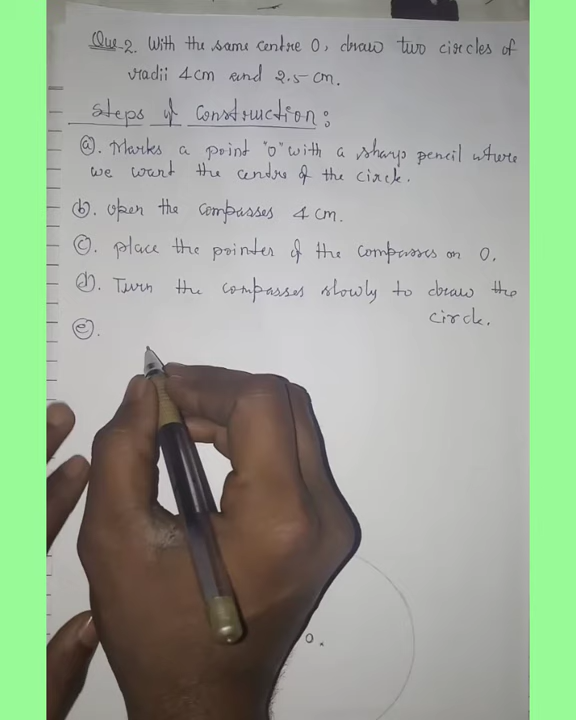 Que-2. With the same centre O, draw two circles of
radii 4cm and 2.5 cm.
Steps of Construction:
(a). Marks a point "O" with a sharp pencil where
we want the centre of the circle.
(b). Open the compasses 4 cm.
(c). Place the pointer of the compasses on O.
(d). Turn the compasses slowly to draw the
circle.
(e).
O